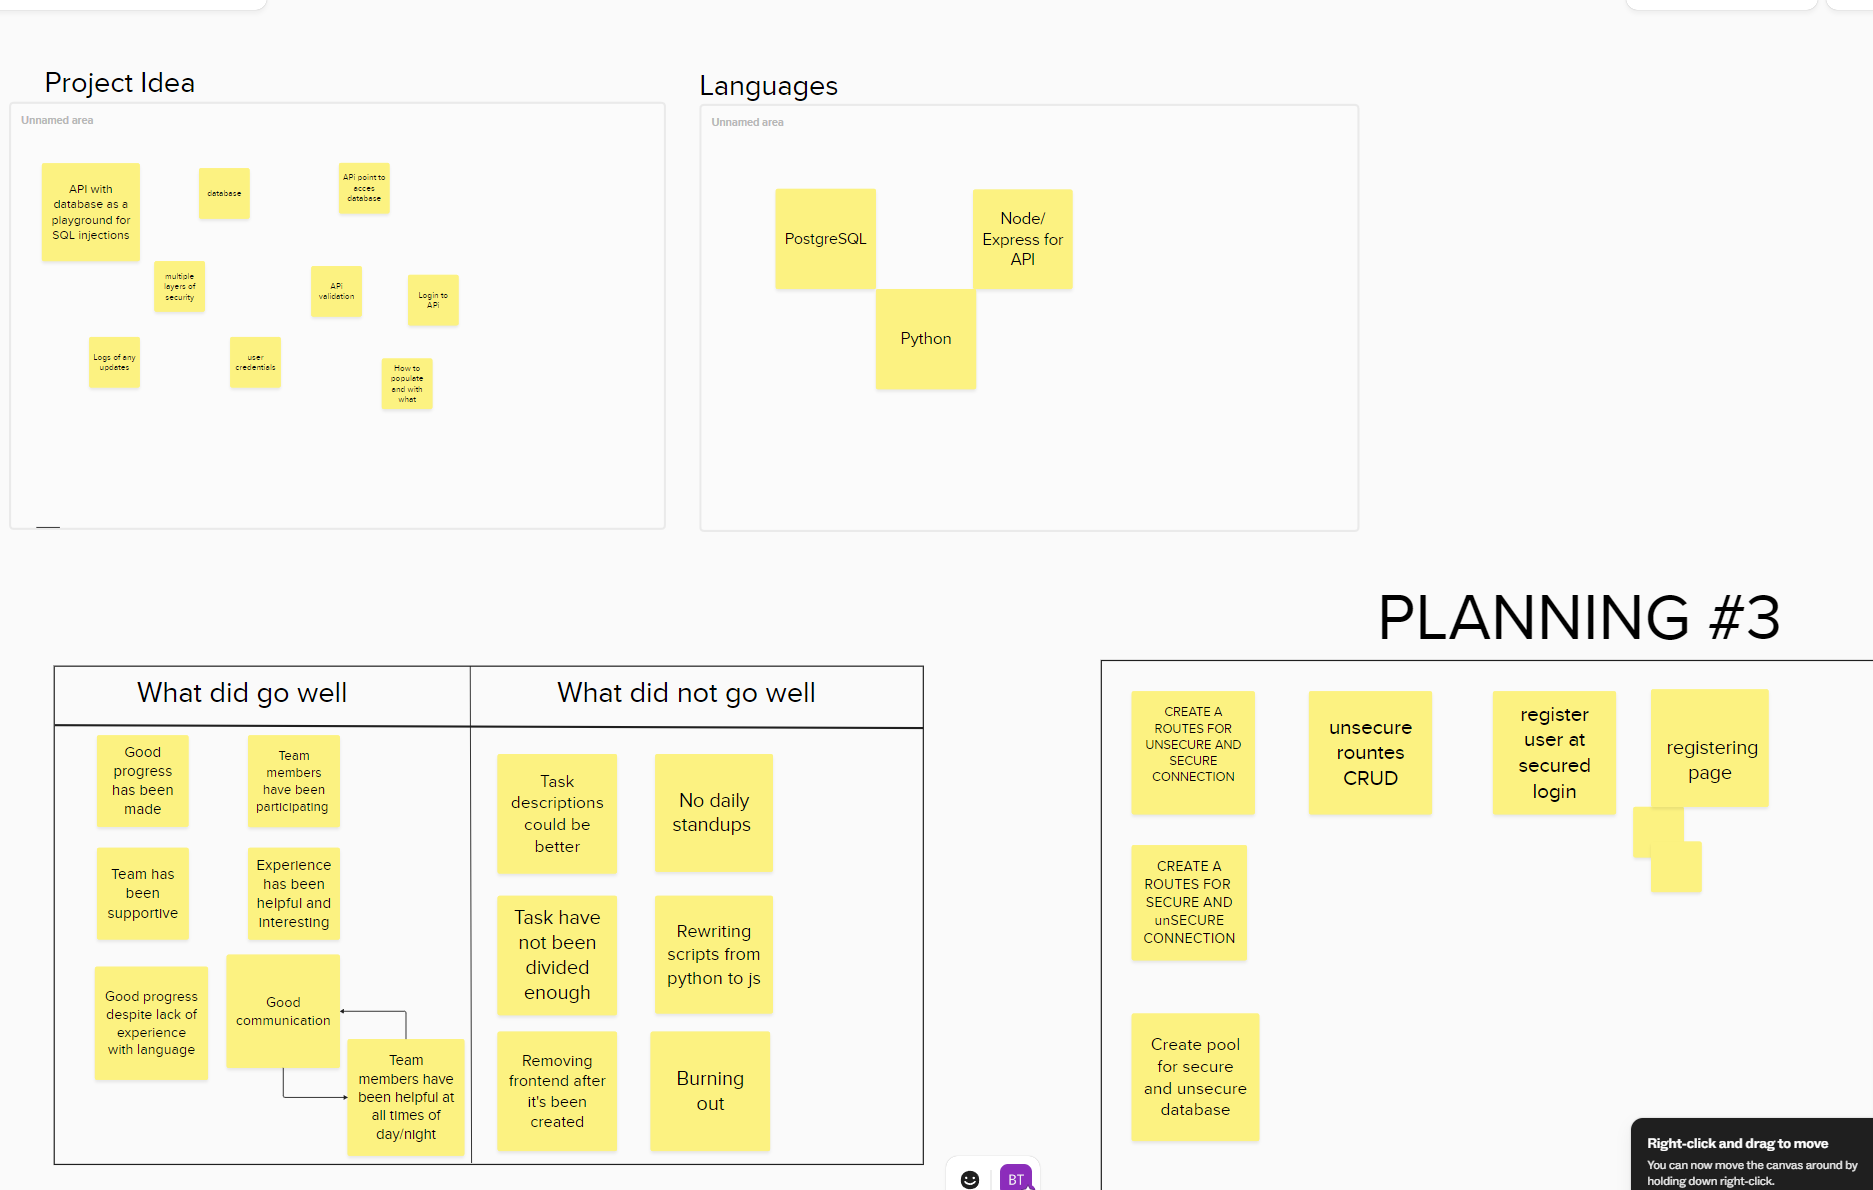 Project Idea
Unnamed area
API with
database as a
playground for
SQL injections
database
API point to
acces
database
multiple
layers of
security
API
validation
Login to
API
Logs of any
updates
user
credentials
How to
populate
and with
what
Languages
Unnamed area
PostgreSQL
Node/
Express for
API
Python
What did go well
Good
progress
has been
made
Team
members
have been
participating
Team has
been
supportive
Experience
has been
helpful and
interesting
Good progress
despite lack of
experience
with language
Good
communication
Team
members have
been helpful at
all times of
day/night
What did not go well
Task
descriptions
could be
better
No daily
standups
Task have
not been
divided
enough
Rewriting
scripts from
python to js
Removing
frontend after
it's been
created
Burning
out
PLANNING #3
CREATE A
ROUTES FOR
UNSECURE AND
SECURE
CONNECTION
unsecure
rountes
CRUD
register
user at
secured
login
registering
page
CREATE A
ROUTES FOR
SECURE AND
unSECURE
CONNECTION
Create pool
for secure
and unsecure
database
BT
Right-click and drag to move
You can now move the canvas around by
holding down right-click.